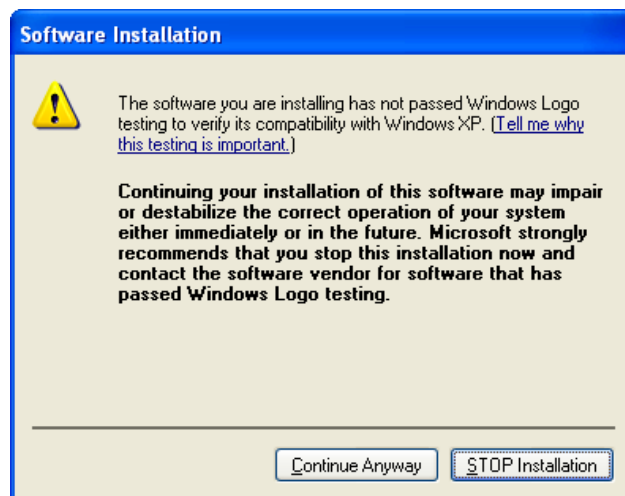 Software Installation
The software you are installing has not passed Windows Logo
testing to verify its compatibility with Windows XP. (Tell me why
this testing is important.)
Continuing your installation of this software may impair
or destabilize the correct operation of your system
either immediately or in the future. Microsoft strongly
recommends that you stop this installation now and
contact the software vendor for software that has
passed Windows Logo testing.
Continue Anyway
STOP Installation